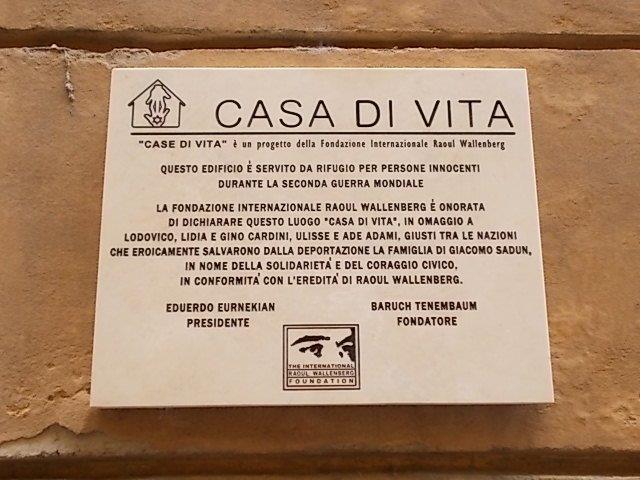 CASA DI VITA
"CASE DI VITA" è un progetto della Fondazione Internazionale Raoul Wallenberg
QUESTO EDIFICIO È SERVITO DA RIFUGIO PER PERSONE INNOCENTI
DURANTE LA SECONDA GUERRA MONDIALE
LA FONDAZIONE INTERNAZIONALE RAOUL WALLENBERG È ONORATA
DI DICHIARARE QUESTO LUOGO "CASA DI VITA", IN OMAGGIO A
LODOVICO, LIDIA E GINO CARDINI, ULISSE E ADE ADAMI, GIUSTI TRA LE NAZIONI
CHE EROICAMENTE SALVARONO DALLA DEPORTAZIONE LA FAMIGLIA DI GIACOMO SADUN,
IN NOME DELLA SOLIDARIETÀ E DEL CORAGGIO CIVICO,
IN CONFORMITÀ CON L'EREDITÀ DI RAOUL WALLENBERG.
EDUERDO EURNEKIAN
PRESIDENTE
BARUCH TENEMBAUM
FONDATORE
THE INTERNATIONAL
RAOUL WALLENBERG
FOUNDATION